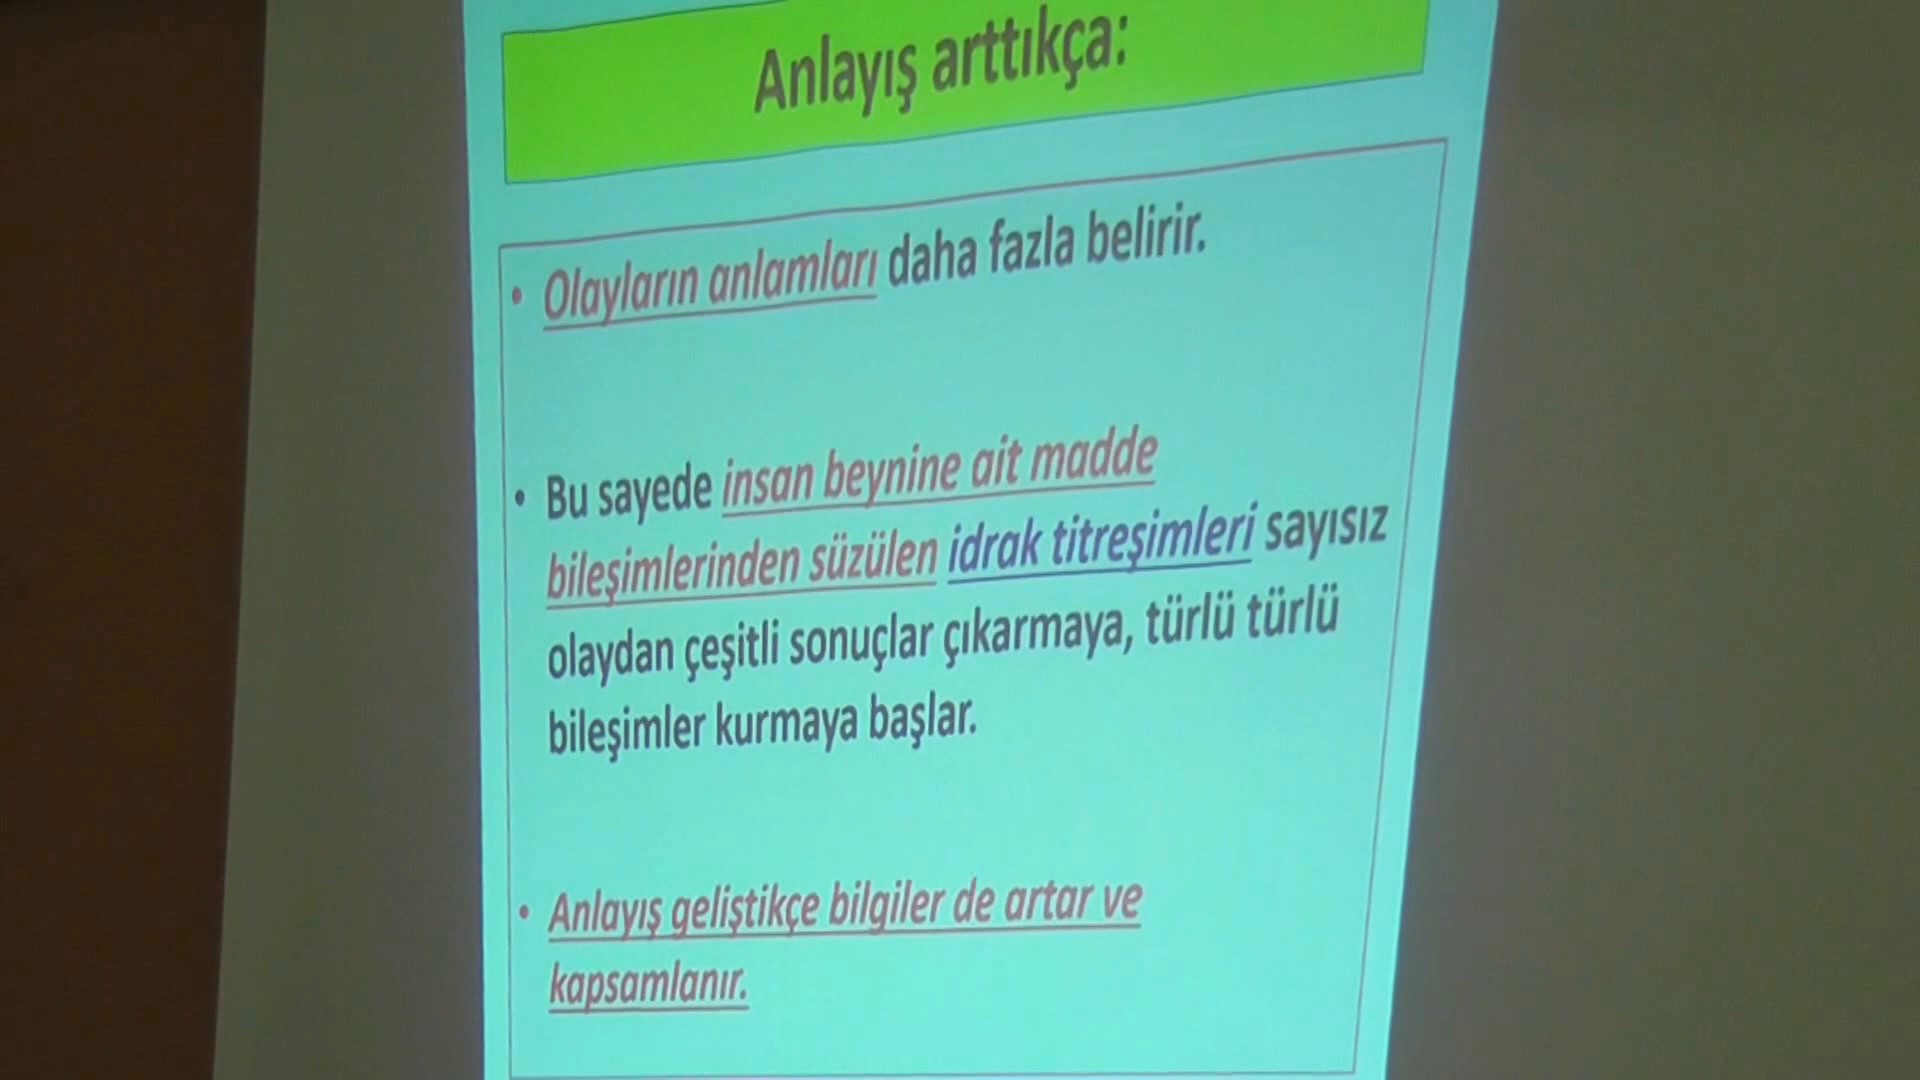 Anlayış arttıkça:
• Olayların anlamları daha fazla belirir.
• Bu sayede insan beynine ait madde
bileşimlerinden süzülen idrak titreşimleri sayısız
olaydan çeşitli sonuçlar çıkarmaya, türlü türlü
bileşimler kurmaya başlar.
• Anlayış geliştikçe bilgiler de artar ve
kapsamlanır.